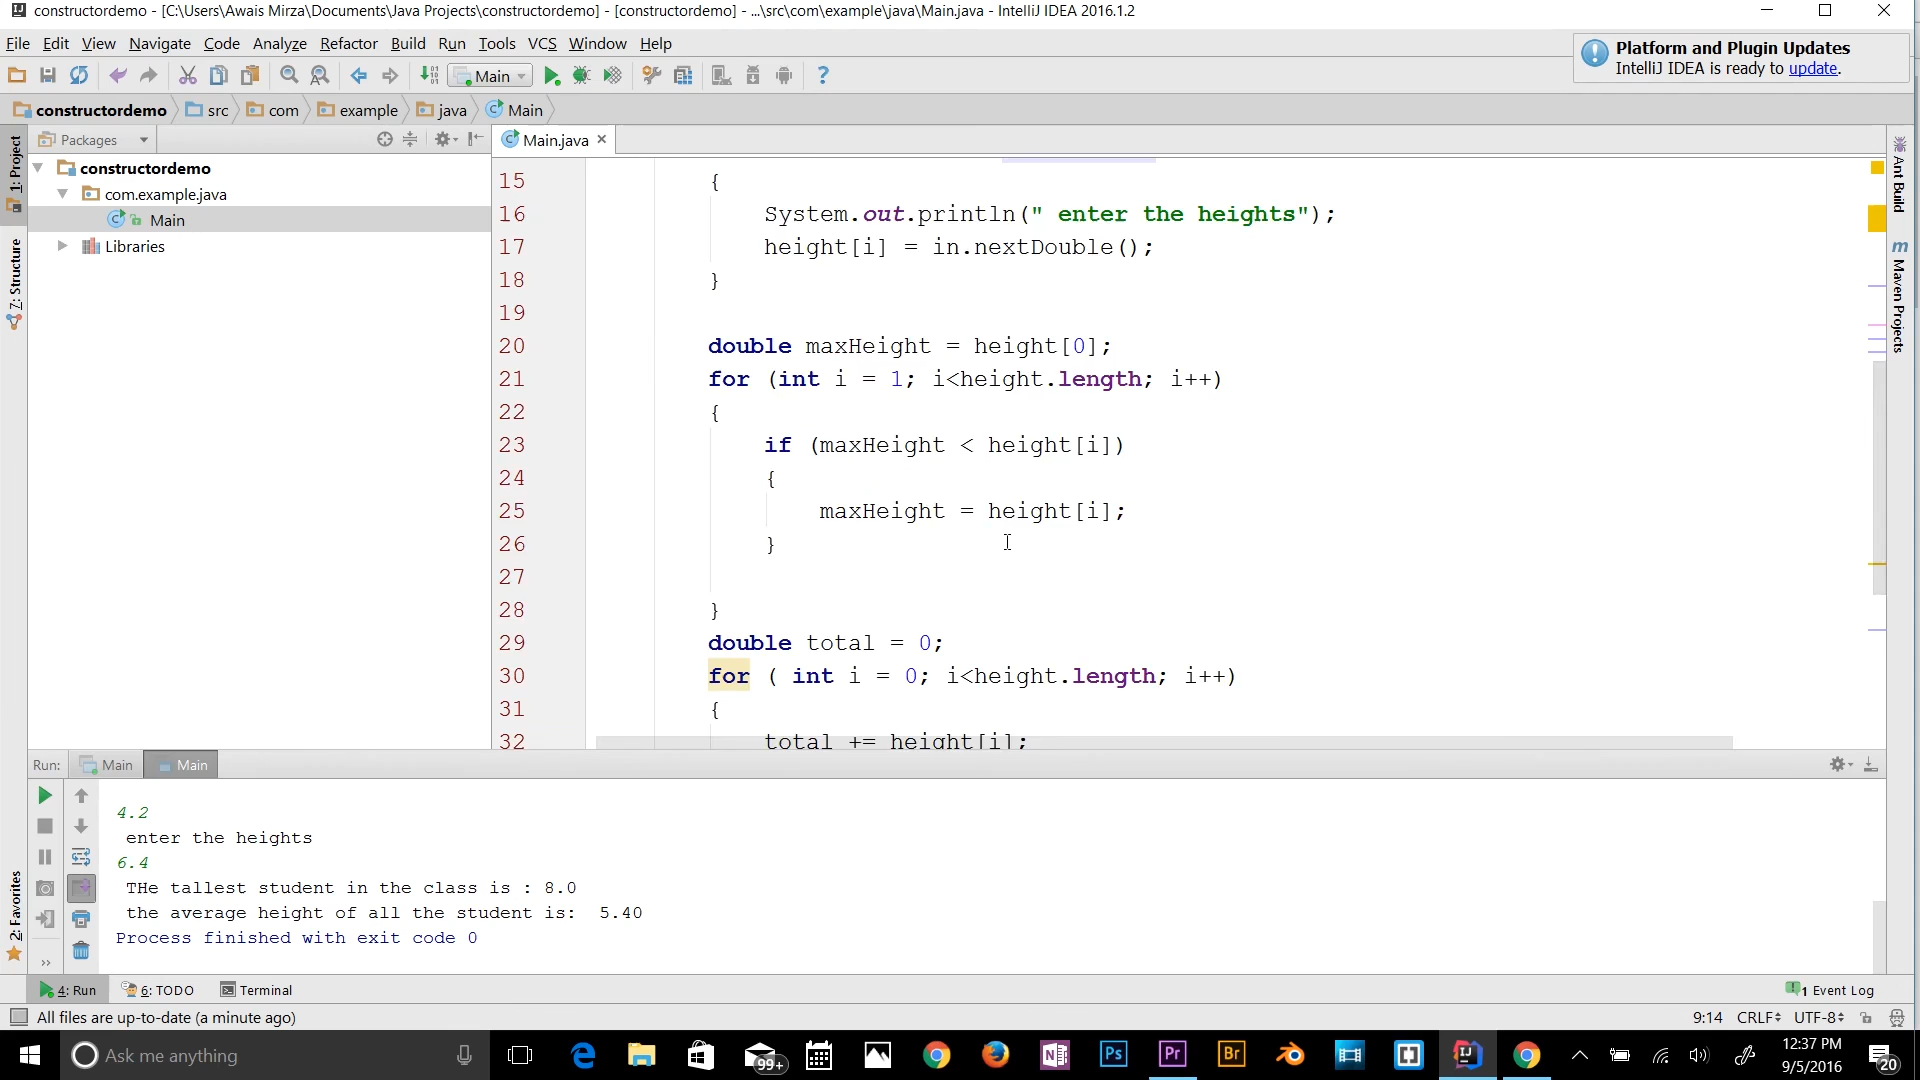 constructordemo - [C:\Users\Awais Mirza\Documents\Java Projects\constructordemo] - [constructordemo] - ...\src\com\example\java\Main.java - IntelliJ IDEA 2016.1.2
File Edit View Navigate Code Analyze Refactor Build Run Tools VCS Window Help
Platform and Plugin Updates
IntelliJ IDEA is ready to update.
Main
constructordemo src com example java Main
Packages
Main.java
1: Project
7: Structure
2: Favorites
constructordemo
com.example.java
Main
Libraries
Ant Build
Maven Projects
15 {
16 System.out.println(" enter the heights");
17 height[i] = in.nextDouble();
18 }
19
20 double maxHeight = height[0];
21 for (int i = 1; i<height.length; i++)
22 {
23 if (maxHeight < height[i])
24 {
25 maxHeight = height[i];
26 }
27
28 }
29 double total = 0;
30 for ( int i = 0; i<height.length; i++)
31 {
32 total += height[i];
Run: Main Main
4.2
enter the heights
6.4
THe tallest student in the class is : 8.0
the average height of all the student is:  5.40
Process finished with exit code 0
4: Run 6: TODO Terminal 1 Event Log
All files are up-to-date (a minute ago) 9:14 CRLF UTF-8
Ask me anything
99+
Ps
Pr
Br
IJ
12:37 PM
9/5/2016
20